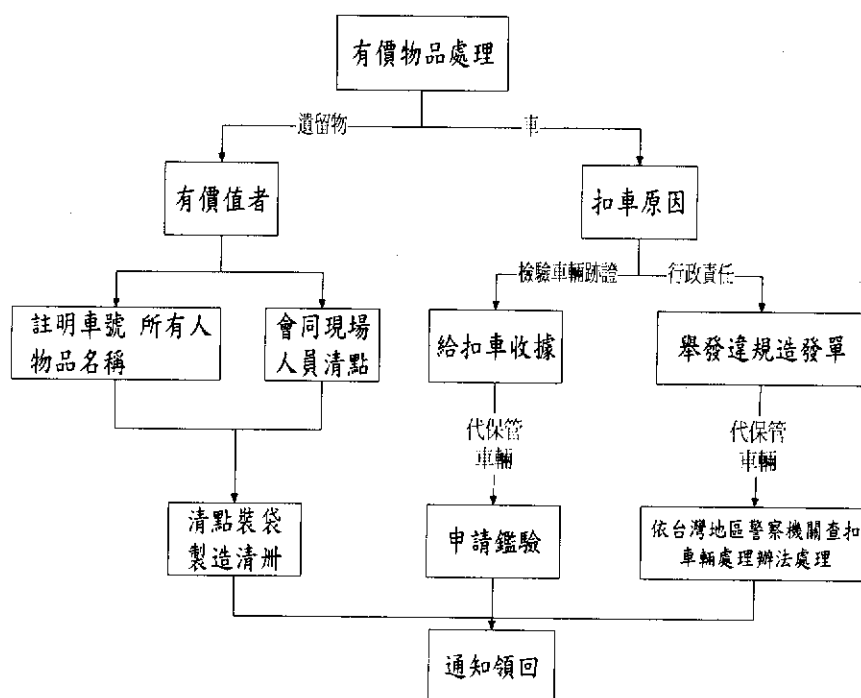 有價物品處理
遺留物
車
有價值者
扣車原因
檢驗車輛跡證
行政責任
註明車號 所有人
物品名稱
會同現場
人員清點
給扣車收據
舉發違規造發單
代保管
車輛
代保管
車輛
清點裝袋
製造清冊
申請鑑驗
依台灣地區警察機關查扣
車輛處理辦法處理
通知領回